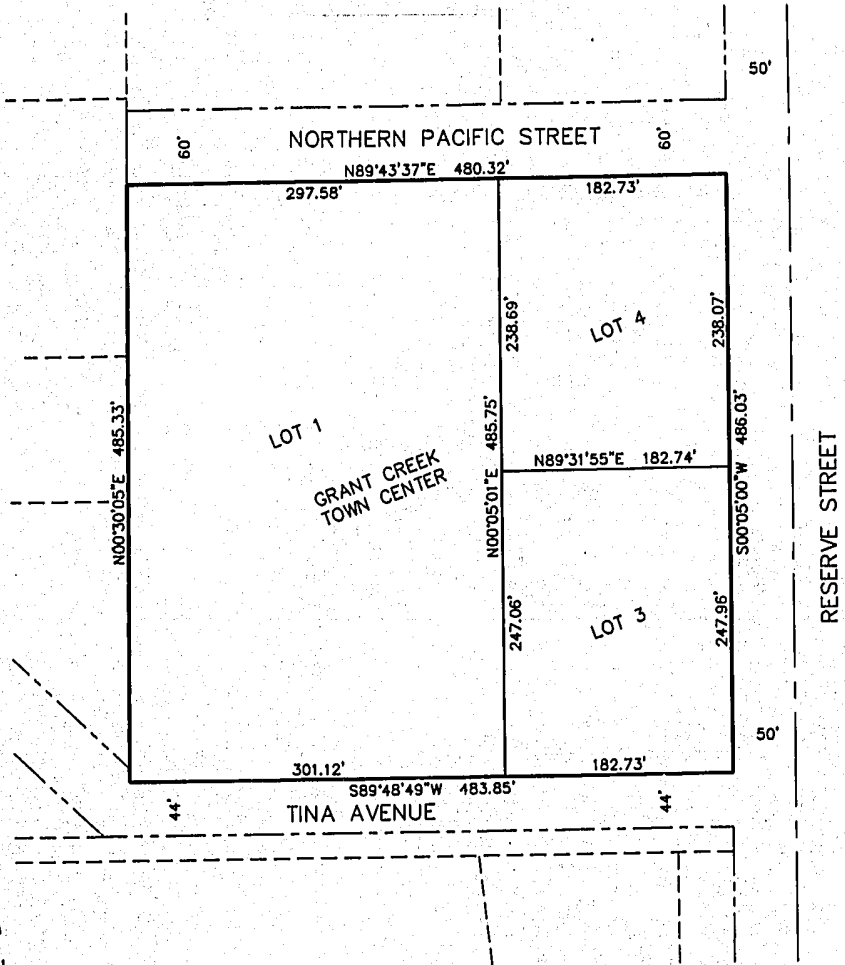 50'
NORTHERN PACIFIC STREET
60'
60'
N89°43'37"E 480.32'
297.58'
182.73'
238.69'
LOT 4
238.07'
N00°30'05"E 485.33'
LOT 1
GRANT CREEK
TOWN CENTER
N00°05'01"E 485.75'
N89°31'55"E 182.74'
S00°05'00"W 486.03'
RESERVE STREET
247.06'
LOT 3
247.96'
50'
301.12'
182.73'
S89°48'49"W 483.85'
44'
TINA AVENUE
44'